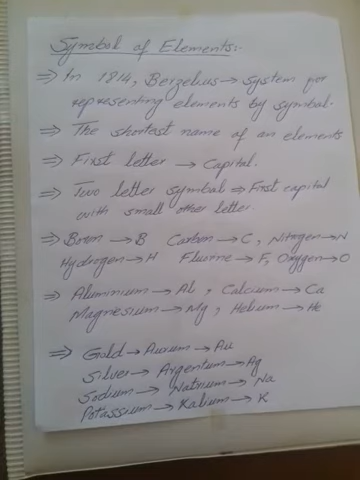 Symbol of Elements:-
⇒ In 1814, Berzelius → system for
representing elements by symbol.
⇒ The shortest name of an elements
⇒ First letter → Capital.
⇒ Two letter symbol ⇒ First capital
with small other letter.
⇒ Boron → B Carbon → C, Nitrogen → N
Hydrogen → H Fluorine → F, Oxygen → O
⇒ Aluminium → Al, Calcium → Ca
Magnesium → Mg, Helium → He
⇒ Gold → Aurum → Au
Silver → Argentum → Ag
Sodium → Natrium → Na
Potassium → Kalium → K